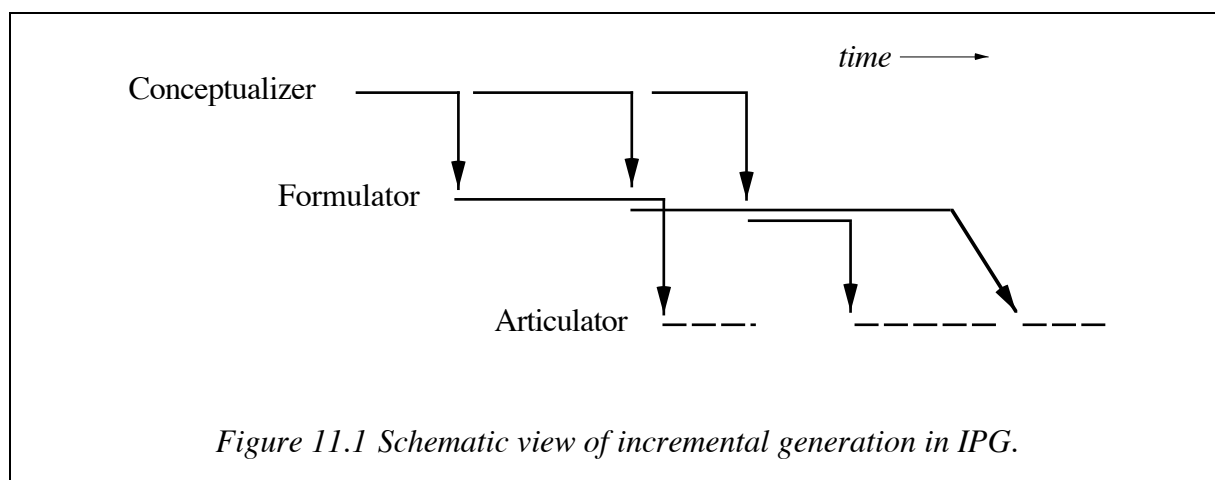 time
Conceptualizer
Formulator
Articulator
Figure 11.1 Schematic view of incremental generation in IPG.